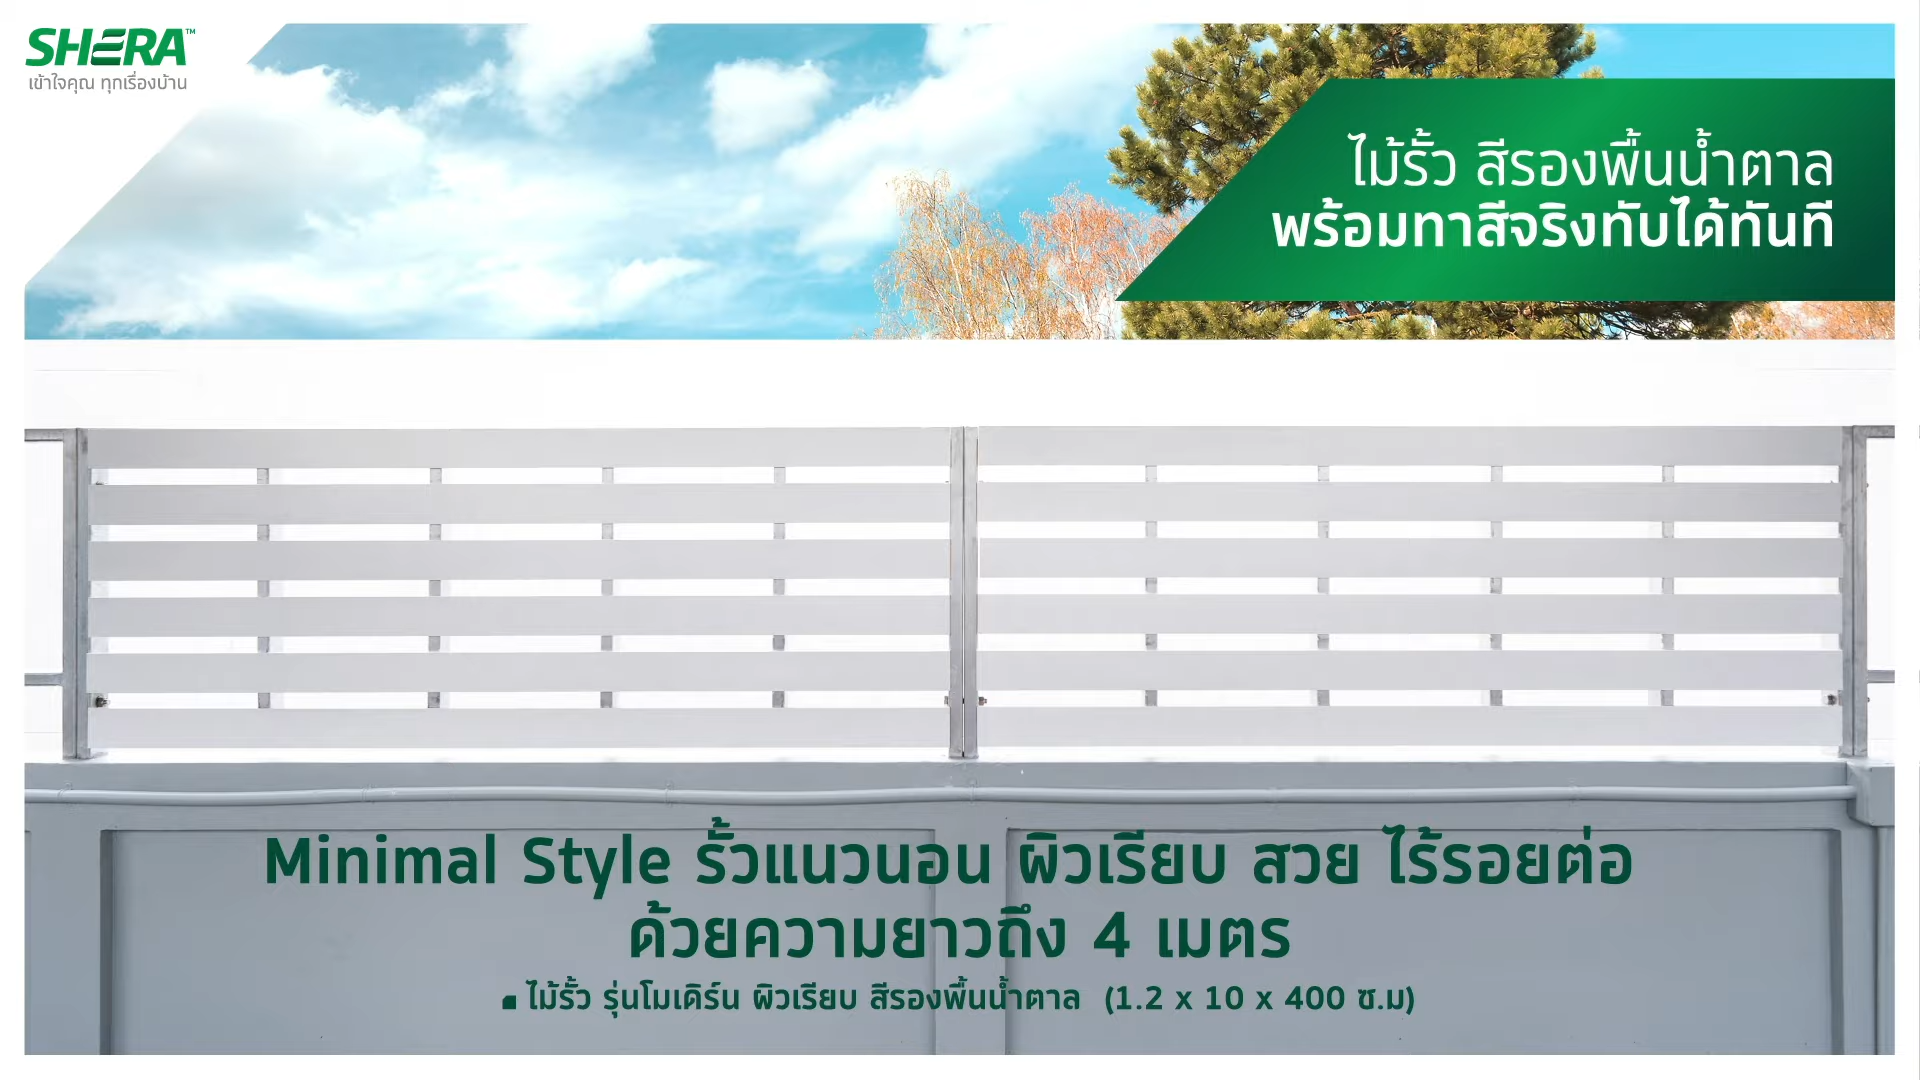 SHERA™
เข้าใจคุณ ทุกเรื่องบ้าน
ไม้รั้ว สีรองพื้นน้ำตาล
พร้อมทาสีจริงทับได้ทันที
Minimal Style รั้วแนวนอน ผิวเรียบ สวย ไร้รอยต่อ
ด้วยความยาวถึง 4 เมตร
ไม้รั้ว รุ่นโมเดิร์น ผิวเรียบ สีรองพื้นน้ำตาล (1.2 x 10 x 400 ซ.ม)